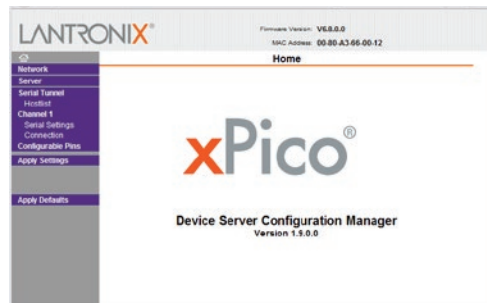 LANTRONIX®
Firmware Version: V6.8.0.0
MAC Address: 00-80-A3-66-00-12
Home
Network
Server
Serial Tunnel
Hostlist
Channel 1
Serial Settings
Connection
Configurable Pins
Apply Settings
Apply Defaults
xPico®
Device Server Configuration Manager
Version 1.9.0.0